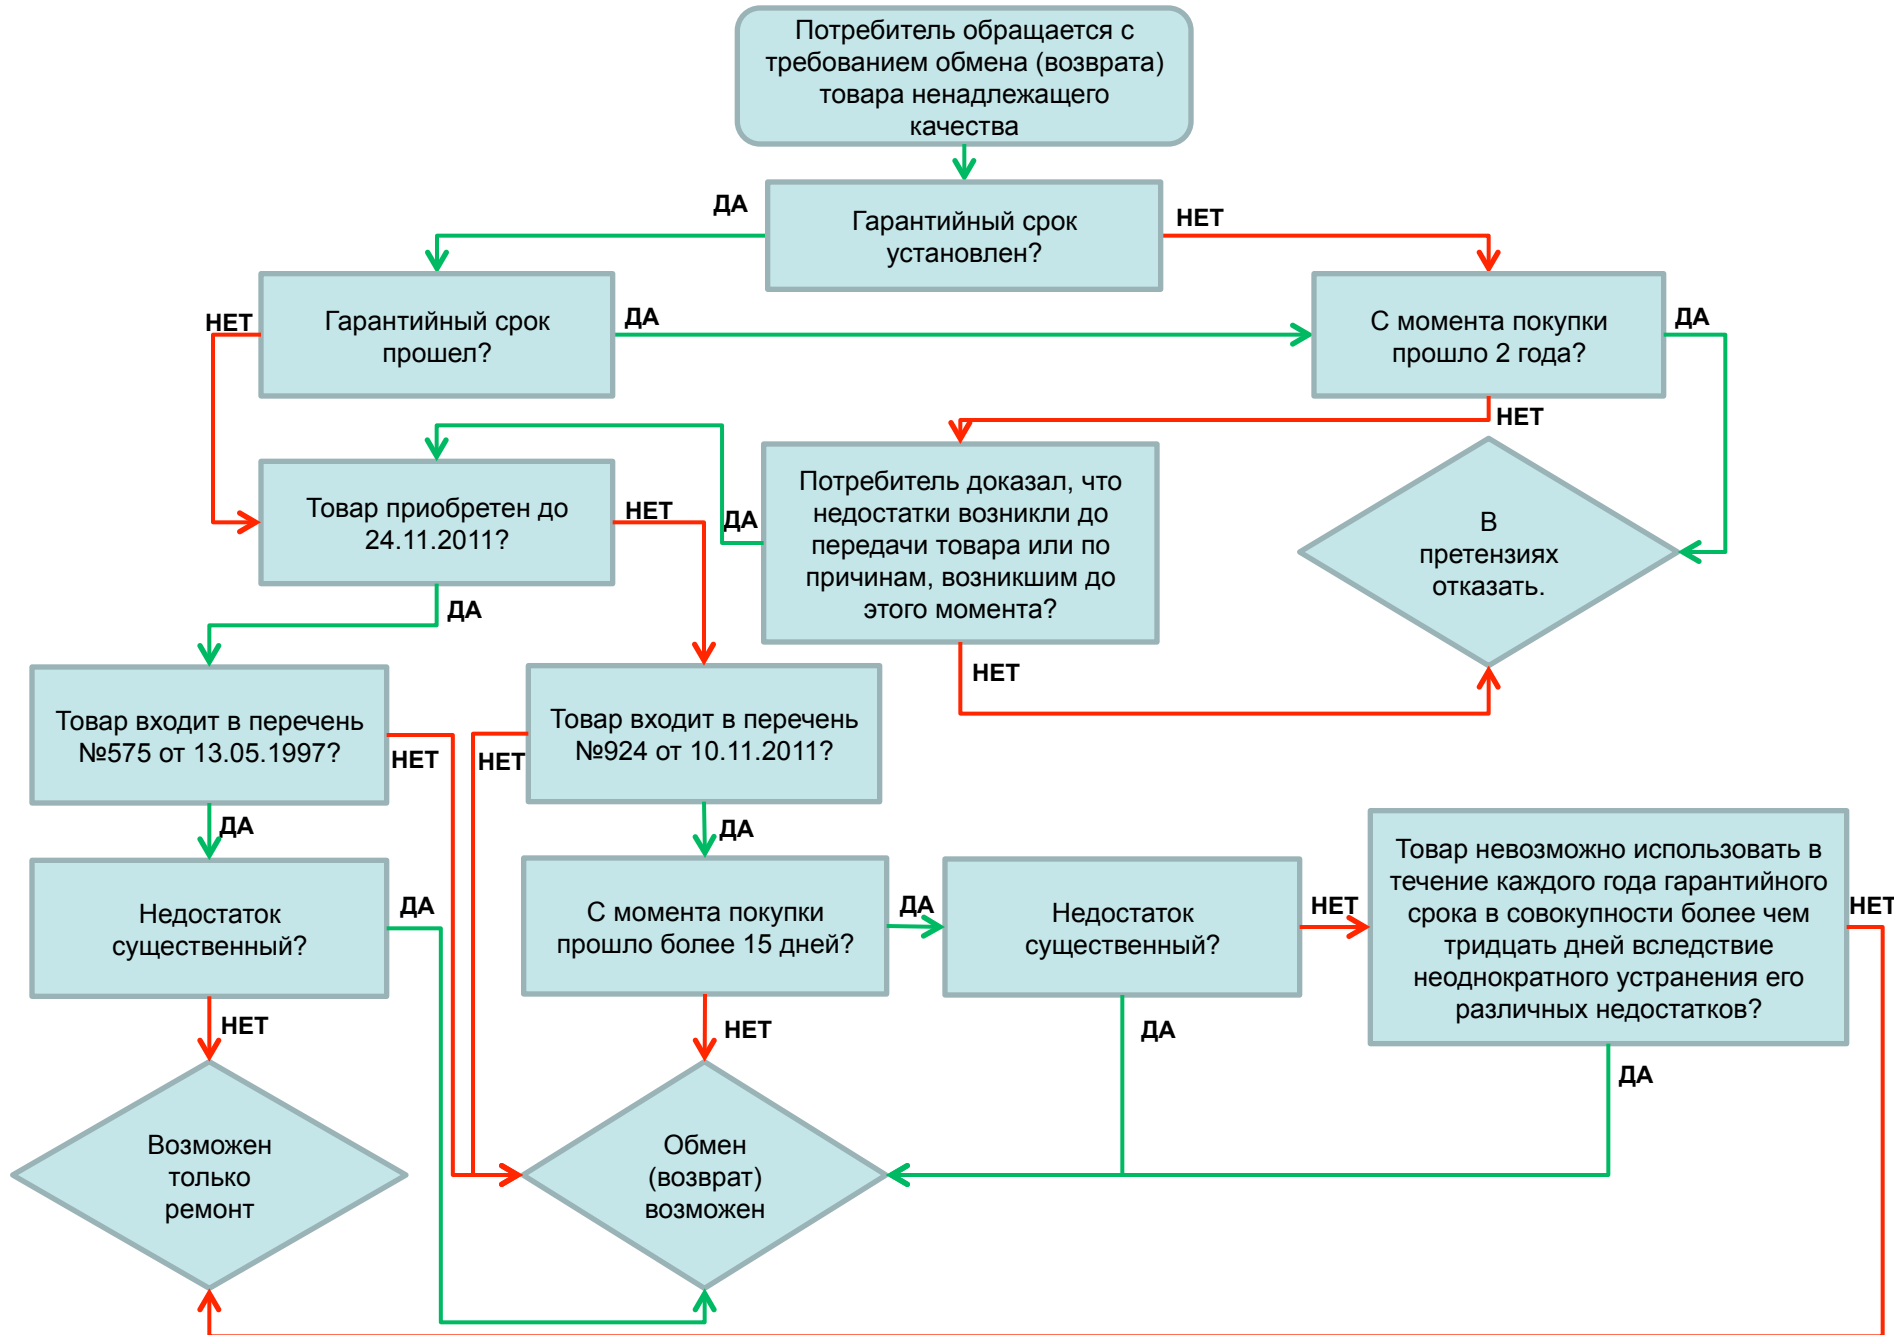 Потребитель обращается с
требованием обмена (возврата)
товара ненадлежащего
качества
ДА
НЕТ
Гарантийный срок
установлен?
НЕТ
Гарантийный срок
прошел?
ДА
С момента покупки
прошло 2 года?
ДА
НЕТ
Товар приобретен до
24.11.2011?
НЕТ
ДА
Потребитель доказал, что
недостатки возникли до
передачи товара или по
причинам, возникшим до
этого момента?
В
претензиях
отказать.
ДА
НЕТ
Товар входит в перечень
№575 от 13.05.1997?
НЕТ
НЕТ
Товар входит в перечень
№924 от 10.11.2011?
ДА
ДА
Недостаток
существенный?
ДА
С момента покупки
прошло более 15 дней?
ДА
Недостаток
существенный?
НЕТ
Товар невозможно использовать в
течение каждого года гарантийного
срока в совокупности более чем
тридцать дней вследствие
неоднократного устранения его
различных недостатков?
НЕТ
НЕТ
НЕТ
ДА
ДА
Возможен
только
ремонт
Обмен
(возврат)
возможен